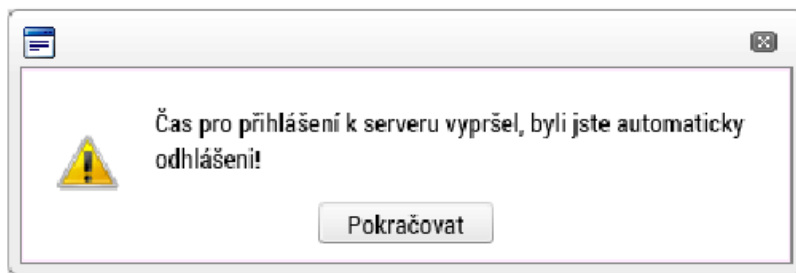 Čas pro přihlášení k serveru vypršel, byli jste automaticky
odhlášeni!
Pokračovat